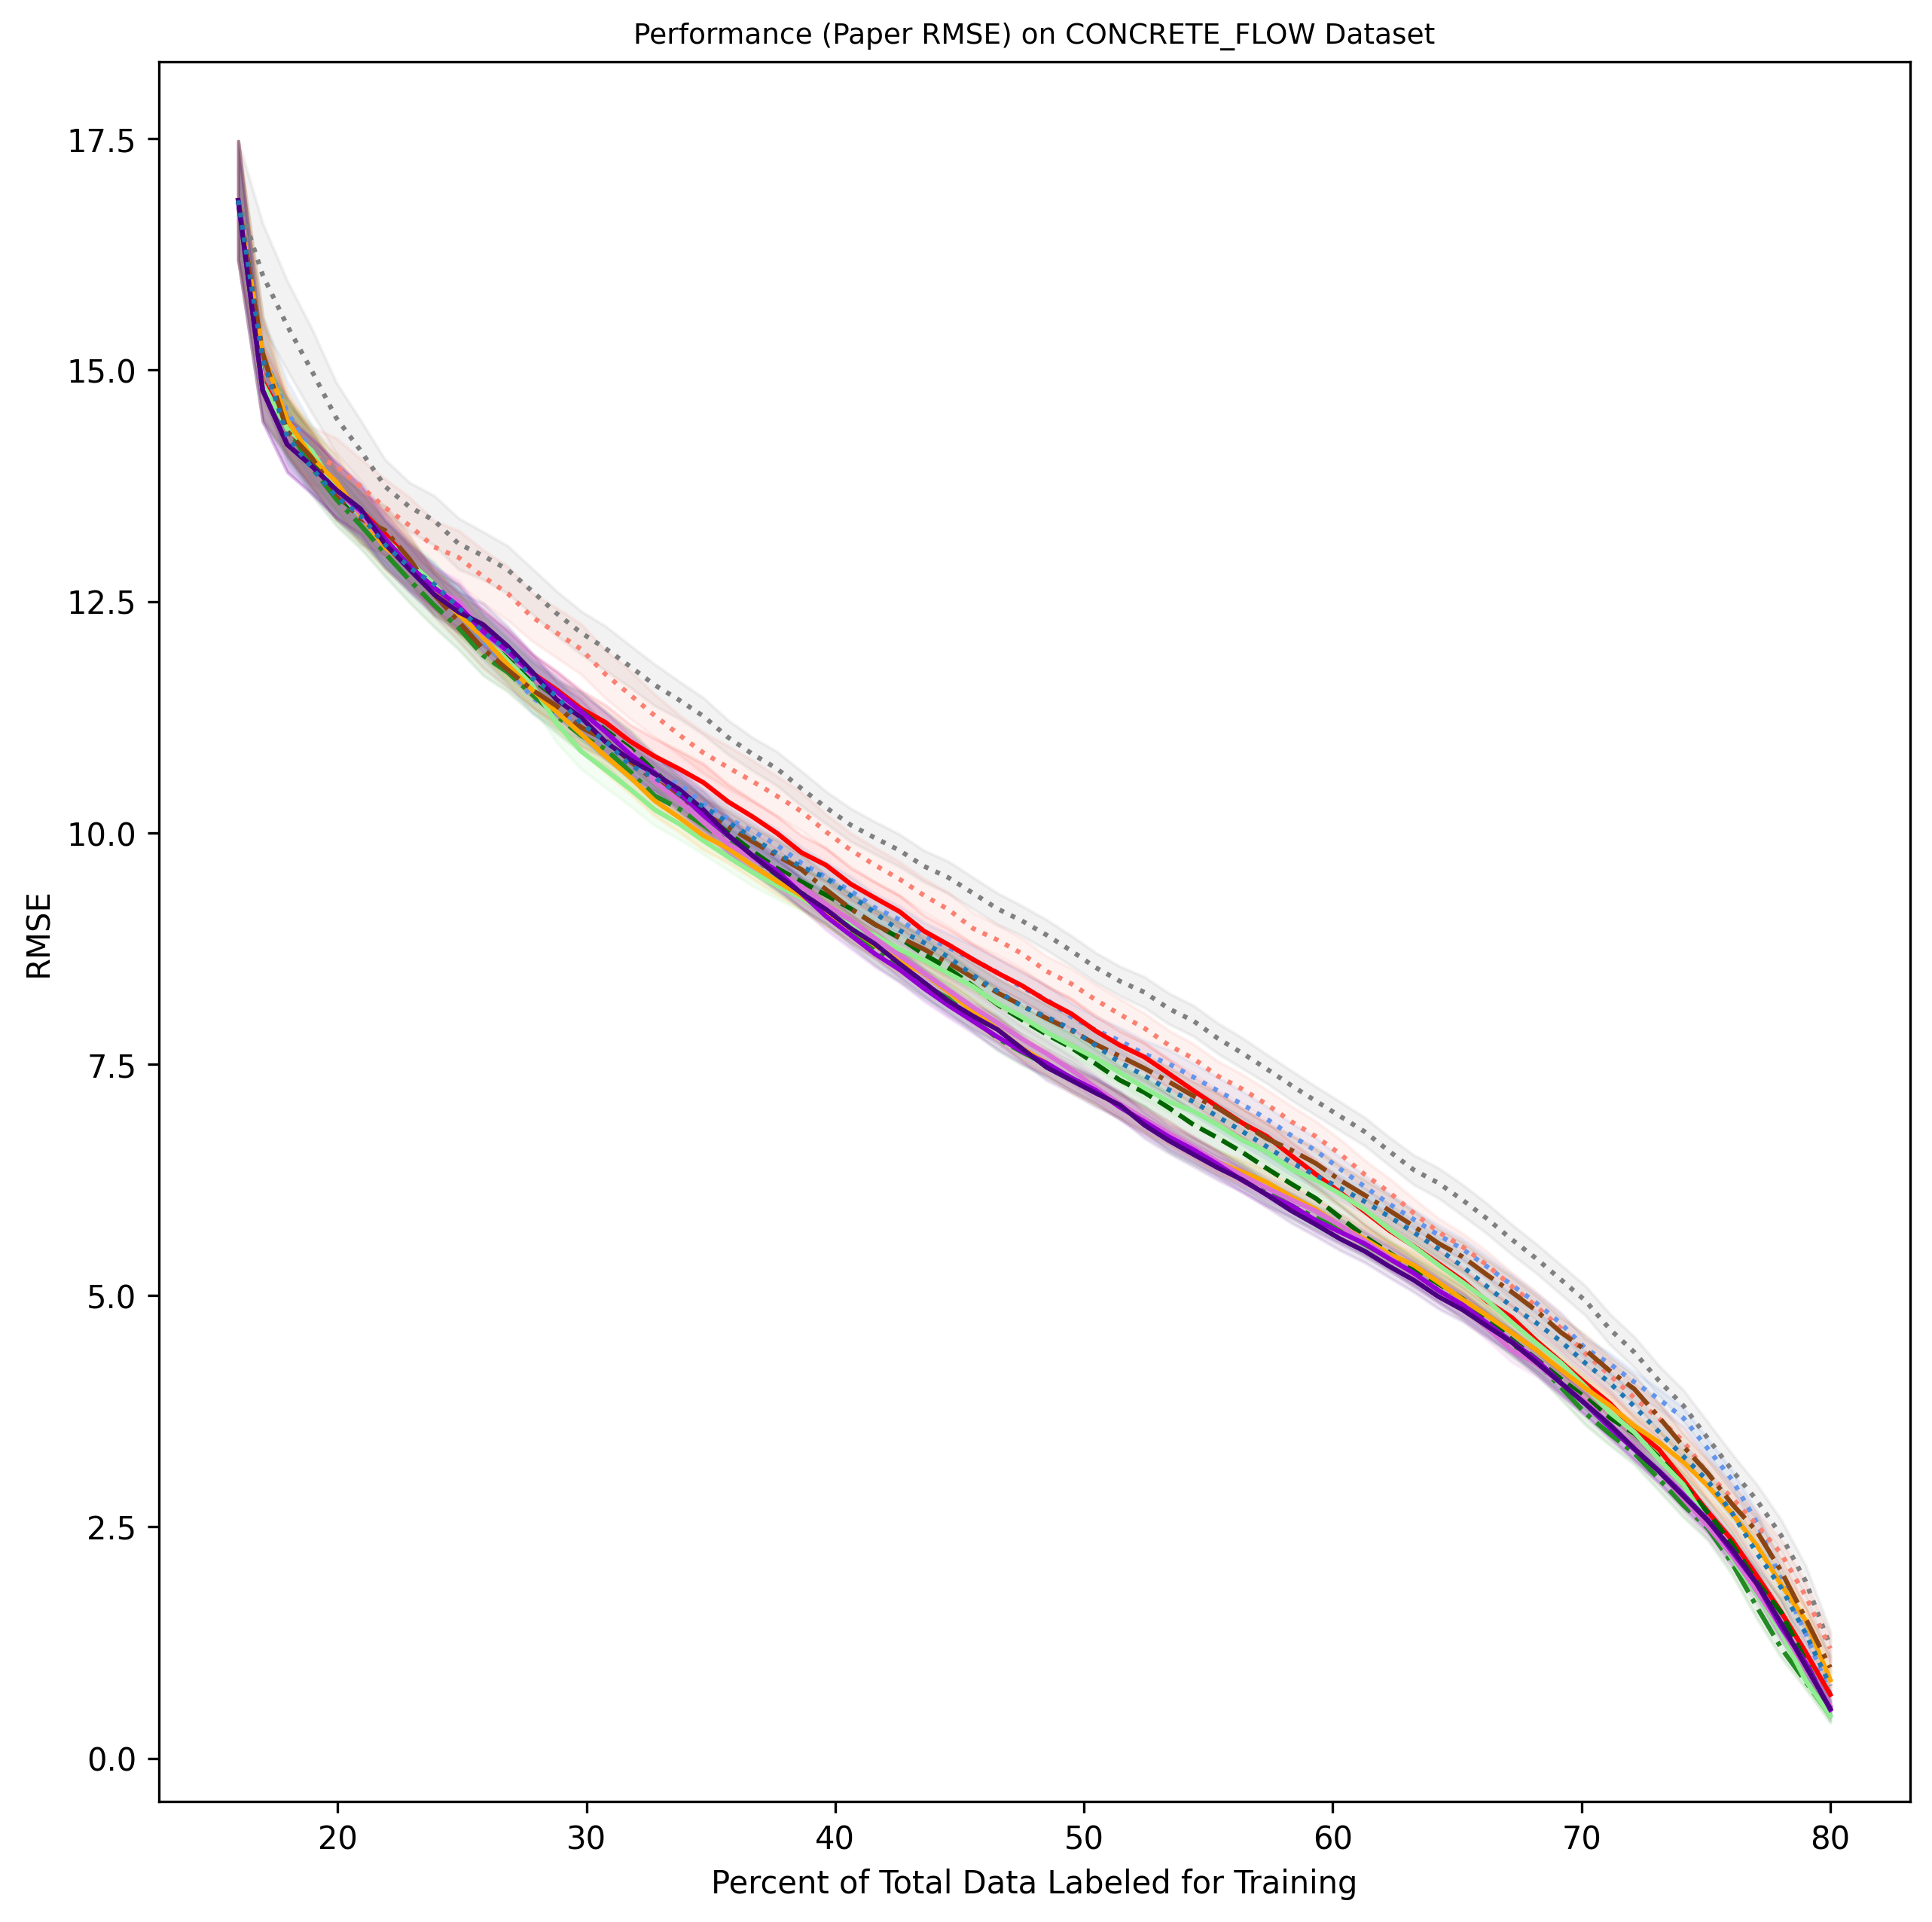 Performance (Paper RMSE) on CONCRETE_FLOW Dataset
17.5
15.0
12.5
10.0
7.5
5.0
2.5
0.0
RMSE
20 30 40 50 60 70 80
Percent of Total Data Labeled for Training